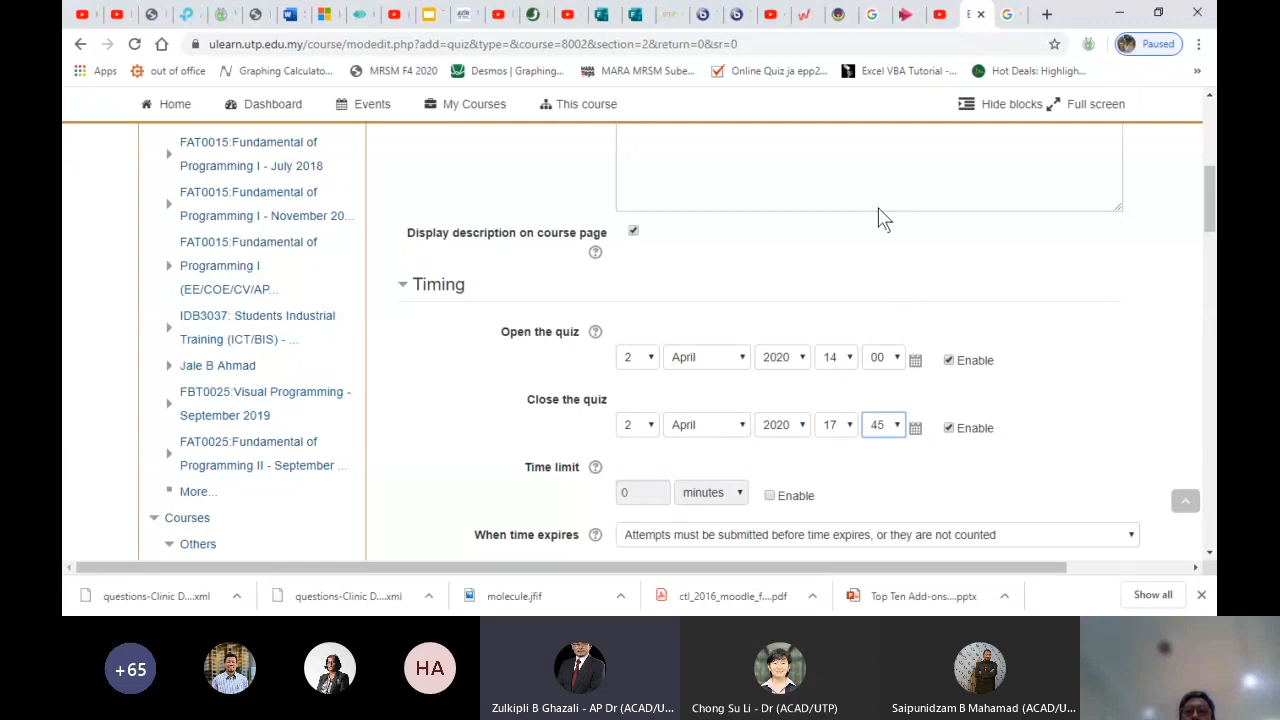 E
ulearn.utp.edu.my/course/modedit.php?add=quiz&type=&course=8002&section=2&return=0&sr=0
Paused
Apps
out of office
Graphing Calculato...
MRSM F4 2020
Desmos | Graphing...
MARA MRSM Sube...
Online Quiz ja epp2...
Excel VBA Tutorial -...
Hot Deals: Highligh...
»
Home
Dashboard
Events
My Courses
This course
Hide blocks
Full screen
FAT0015:Fundamental of
Programming I - July 2018
FAT0015:Fundamental of
Programming I - November 20...
FAT0015:Fundamental of
Programming I
(EE/COE/CV/AP...
IDB3037: Students Industrial
Training (ICT/BIS) - ...
Jale B Ahmad
FBT0025:Visual Programming -
September 2019
FAT0025:Fundamental of
Programming II - September ...
More...
Courses
Others
Display description on course page
?
Timing
Open the quiz ?
2 April 2020 14 00 Enable
Close the quiz
2 April 2020 17 45 Enable
Time limit ?
0 minutes Enable
When time expires ? Attempts must be submitted before time expires, or they are not counted
questions-Clinic D....xml
questions-Clinic D....xml
molecule.jfif
ctl_2016_moodle_f....pdf
Top Ten Add-ons....pptx
Show all
+65
HA
Zulkipli B Ghazali - AP Dr (ACAD/U...
Chong Su Li - Dr (ACAD/UTP)
Saipunidzam B Mahamad (ACAD/U...